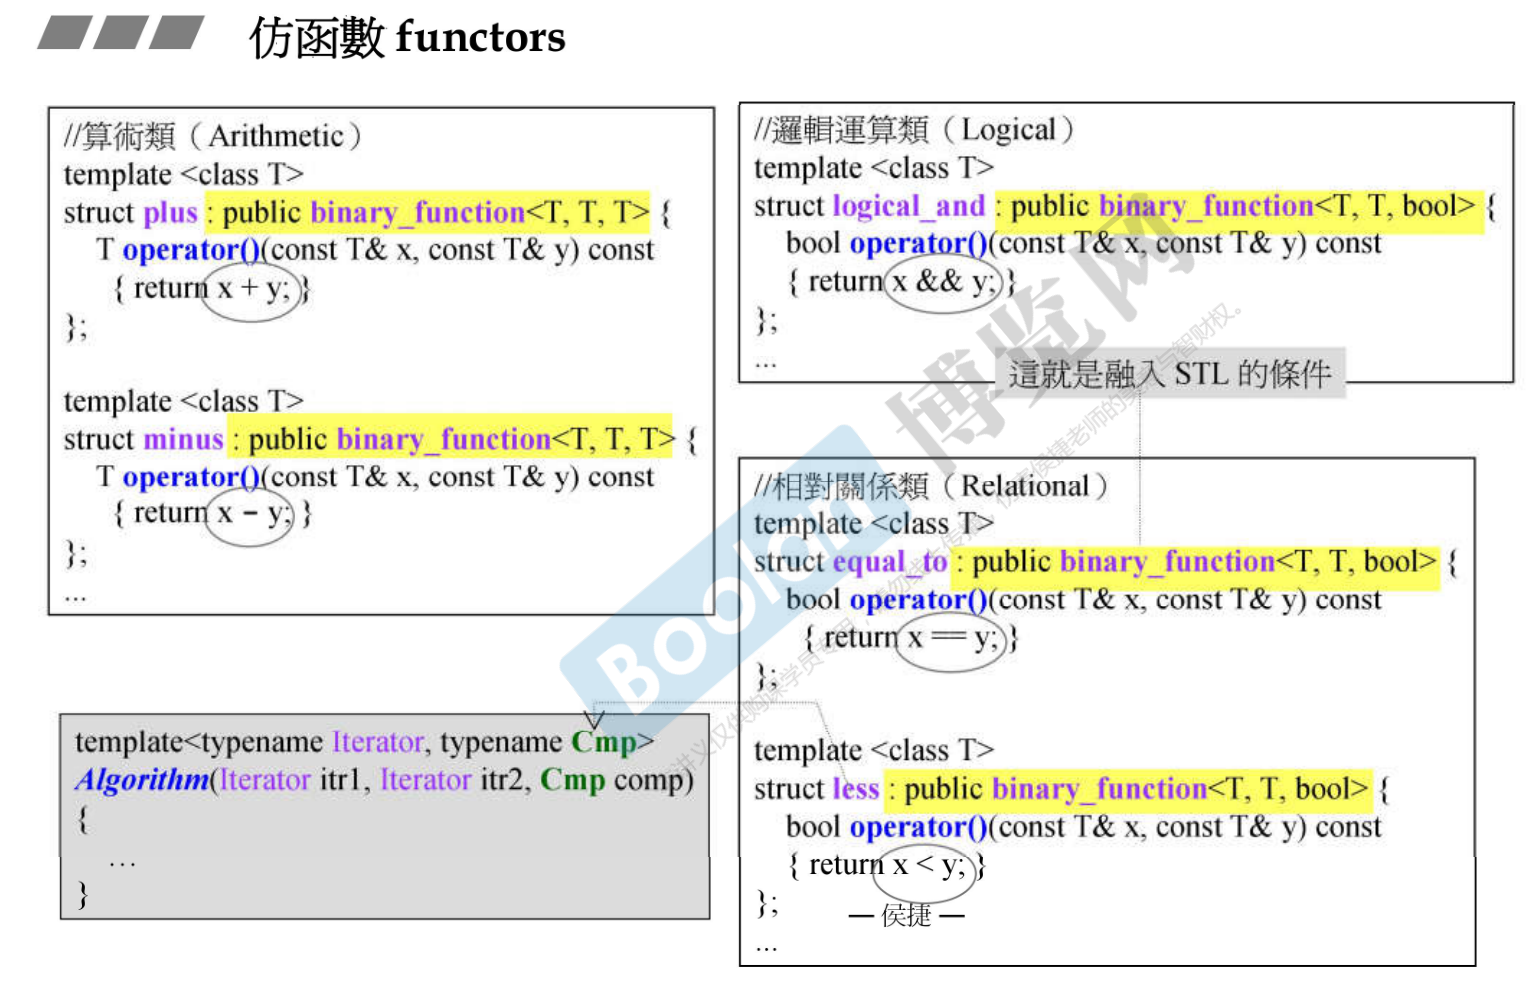 仿函數 functors
//算術類（Arithmetic）
template <class T>
struct plus : public binary_function<T, T, T> {
T operator()(const T& x, const T& y) const
{ return x + y; }
};
template <class T>
struct minus : public binary_function<T, T, T> {
T operator()(const T& x, const T& y) const
{ return x − y; }
};
...
template<typename Iterator, typename Cmp>
Algorithm(Iterator itr1, Iterator itr2, Cmp comp)
{
...
}
//邏輯運算類（Logical）
template <class T>
struct logical_and : public binary_function<T, T, bool> {
bool operator()(const T& x, const T& y) const
{ return x && y; }
};
...
這就是融入 STL 的條件
//相對關係類（Relational）
template <class T>
struct equal_to : public binary_function<T, T, bool> {
bool operator()(const T& x, const T& y) const
{ return x == y; }
};
template <class T>
struct less : public binary_function<T, T, bool> {
bool operator()(const T& x, const T& y) const
{ return x < y; }
};
— 侯捷 —
...
Boolan
博览网